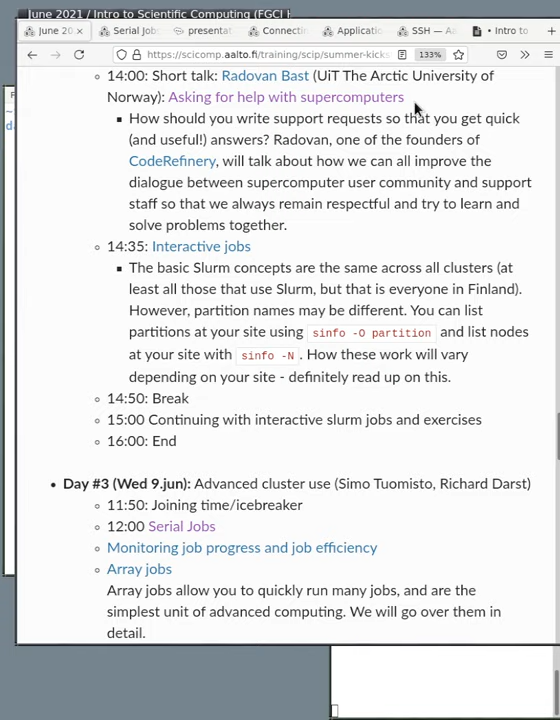 June 2021 / Intro to Scientific Computing (FGCI)
June 20
Serial Job
presenta
Connecti
Applicati
SSH — Aa
• Intro to
https://scicomp.aalto.fi/training/scip/summer-kicks
133%
14:00: Short talk: Radovan Bast (UiT The Arctic University of
Norway): Asking for help with supercomputers
How should you write support requests so that you get quick
(and useful!) answers? Radovan, one of the founders of
CodeRefinery, will talk about how we can all improve the
dialogue between supercomputer user community and support
staff so that we always remain respectful and try to learn and
solve problems together.
14:35: Interactive jobs
The basic Slurm concepts are the same across all clusters (at
least all those that use Slurm, but that is everyone in Finland).
However, partition names may be different. You can list
partitions at your site using sinfo -O partition and list nodes
at your site with sinfo -N. How these work will vary
depending on your site - definitely read up on this.
14:50: Break
15:00 Continuing with interactive slurm jobs and exercises
16:00: End
Day #3 (Wed 9.jun): Advanced cluster use (Simo Tuomisto, Richard Darst)
11:50: Joining time/icebreaker
12:00 Serial Jobs
Monitoring job progress and job efficiency
Array jobs
Array jobs allow you to quickly run many jobs, and are the
simplest unit of advanced computing. We will go over them in
detail.